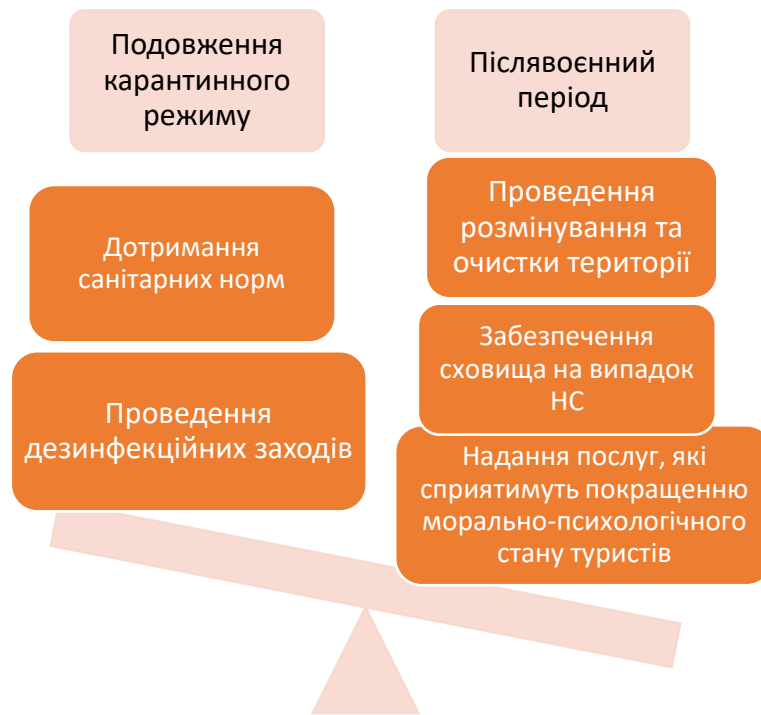 Подовження
карантинного
режиму
Дотримання
санітарних норм
Проведення
дезинфекційних заходів
Післявоєнний
період
Проведення
розмінування та
очистки території
Забезпечення
сховища на випадок
НС
Надання послуг, які
сприятимуть покращенню
морально-психологічного
стану туристів